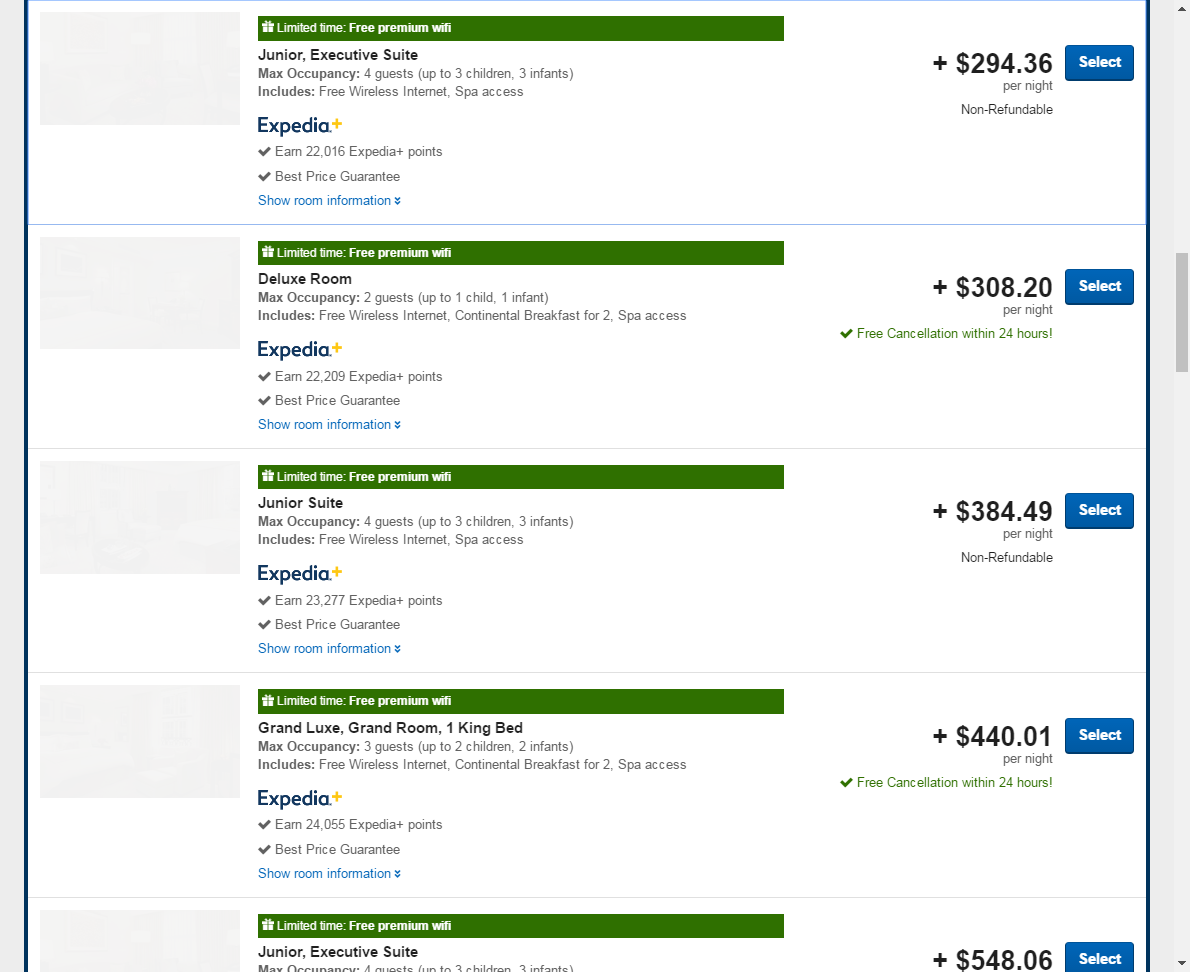 Limited time: Free premium wifi
Junior, Executive Suite
+ $294.36
Select
Max Occupancy: 4 guests (up to 3 children, 3 infants)
per night
Includes: Free Wireless Internet, Spa access
Non-Refundable
Expedia+
Earn 22,016 Expedia+ points
Best Price Guarantee
Show room information
Limited time: Free premium wifi
Deluxe Room
+ $308.20
Select
Max Occupancy: 2 guests (up to 1 child, 1 infant)
per night
Includes: Free Wireless Internet, Continental Breakfast for 2, Spa access
Free Cancellation within 24 hours!
Expedia+
Earn 22,209 Expedia+ points
Best Price Guarantee
Show room information
Limited time: Free premium wifi
Junior Suite
+ $384.49
Select
Max Occupancy: 4 guests (up to 3 children, 3 infants)
per night
Includes: Free Wireless Internet, Spa access
Non-Refundable
Expedia+
Earn 23,277 Expedia+ points
Best Price Guarantee
Show room information
Limited time: Free premium wifi
Grand Luxe, Grand Room, 1 King Bed
+ $440.01
Select
Max Occupancy: 3 guests (up to 2 children, 2 infants)
per night
Includes: Free Wireless Internet, Continental Breakfast for 2, Spa access
Free Cancellation within 24 hours!
Expedia+
Earn 24,055 Expedia+ points
Best Price Guarantee
Show room information
Limited time: Free premium wifi
Junior, Executive Suite
+ $548.06
Select
Max Occupancy: 4 guests (up to 3 children, 3 infants)